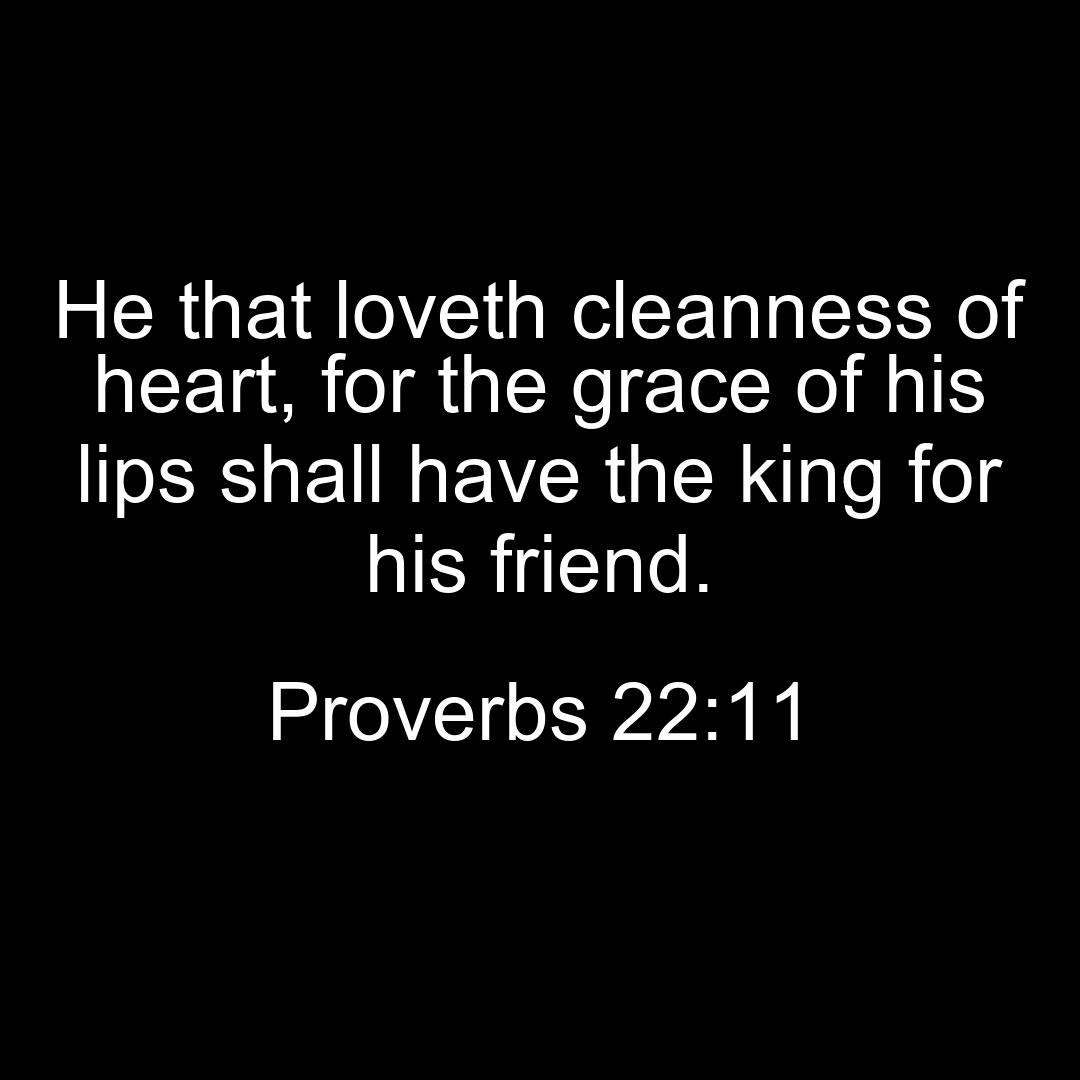 He that loveth cleanness of
heart, for the grace of his
lips shall have the king for
his friend.
Proverbs 22:11